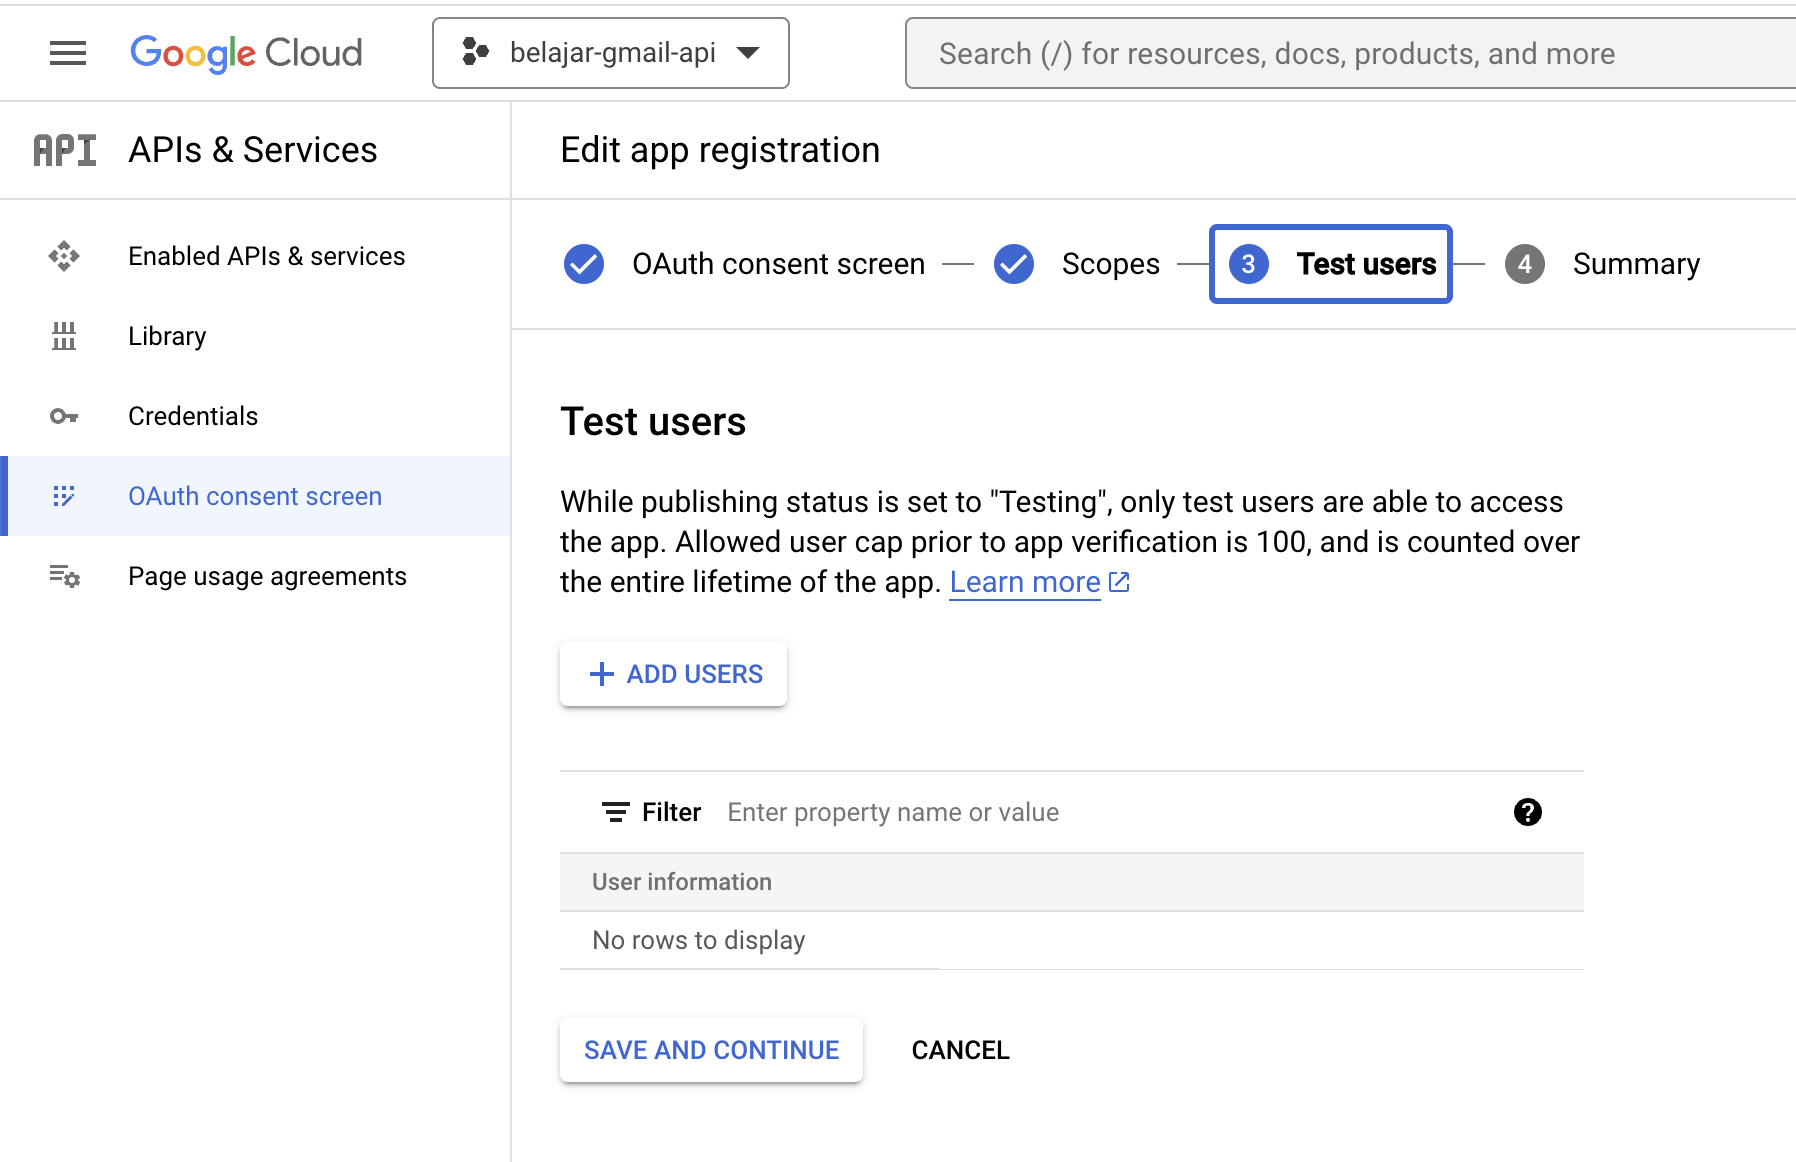 Google Cloud
belajar-gmail-api
Search (/) for resources, docs, products, and more
API
APIs & Services
Edit app registration
Enabled APIs & services
Library
Credentials
OAuth consent screen
Page usage agreements
OAuth consent screen
Scopes
3 Test users
4 Summary
Test users
While publishing status is set to "Testing", only test users are able to access
the app. Allowed user cap prior to app verification is 100, and is counted over
the entire lifetime of the app. Learn more
ADD USERS
Filter Enter property name or value
User information
No rows to display
SAVE AND CONTINUE
CANCEL